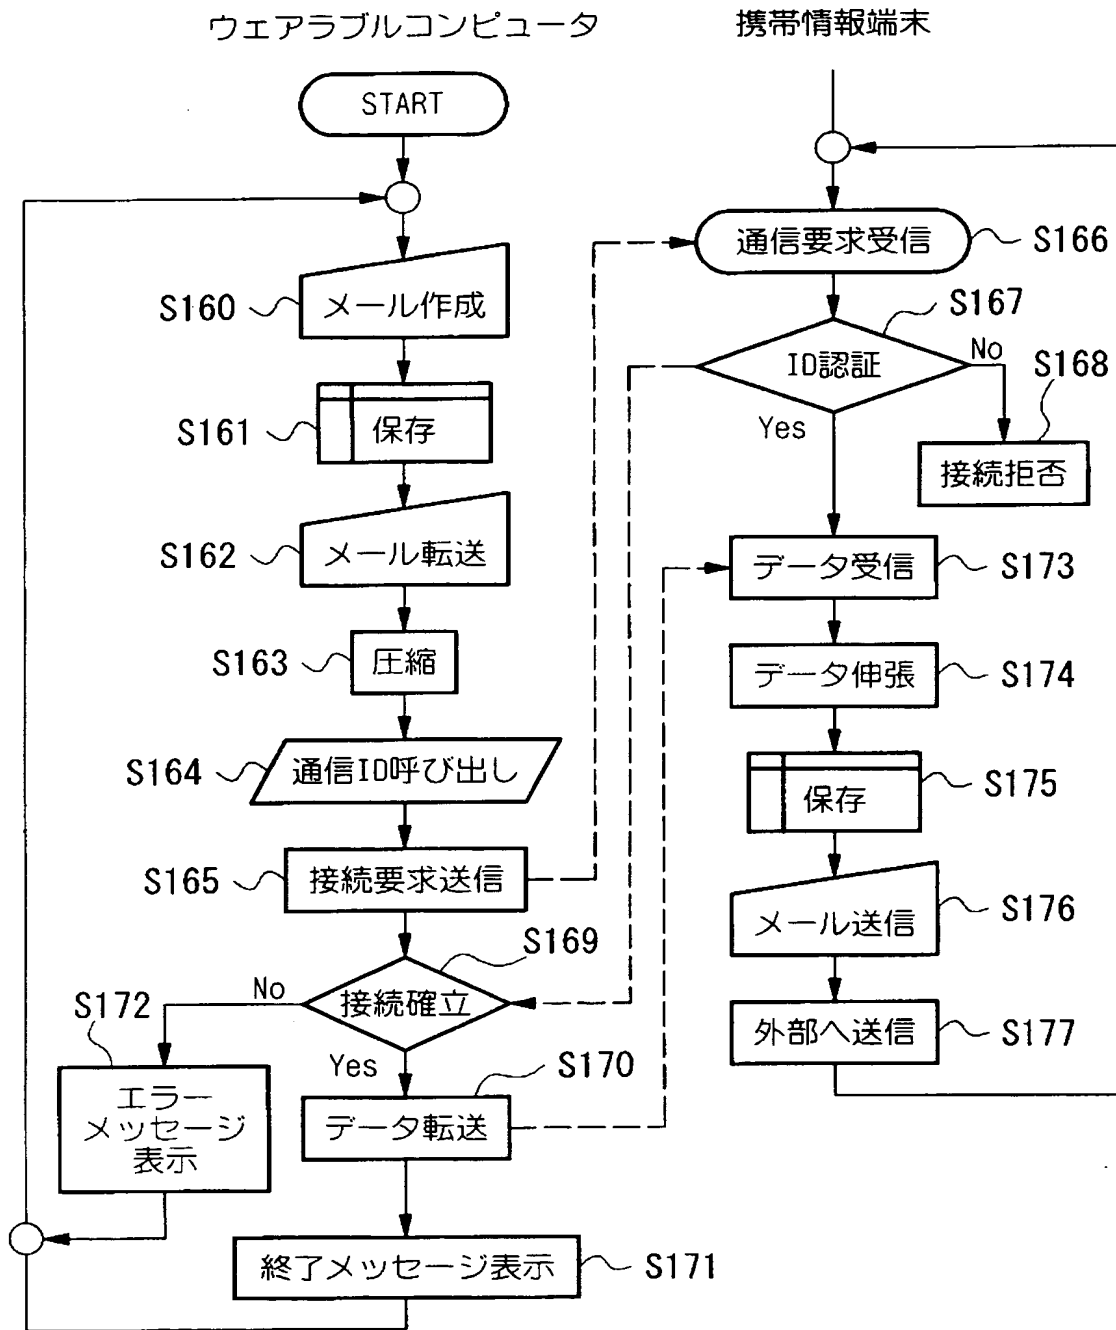 ウェアラブルコンピュータ
START
S160
メール作成
S161
保存
S162
メール転送
S163
圧縮
S164
通信ID呼び出し
S165
接続要求送信
S169
接続確立
No
Yes
S172
エラー
メッセージ
表示
S170
データ転送
終了メッセージ表示
S171
携帯情報端末
通信要求受信
S166
S167
ID認証
No
Yes
S168
接続拒否
データ受信
S173
データ伸張
S174
保存
S175
メール送信
S176
外部へ送信
S177